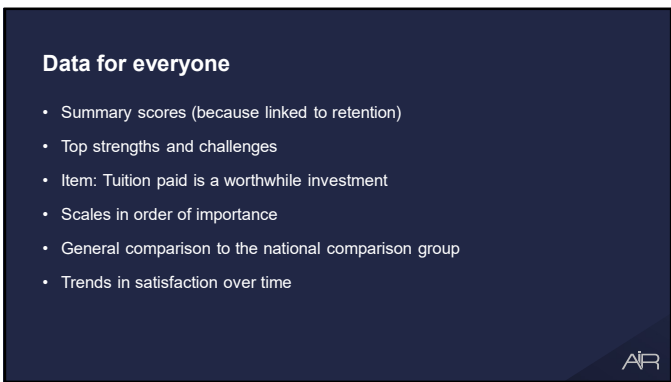 Data for everyone
• Summary scores (because linked to retention)
• Top strengths and challenges
• Item: Tuition paid is a worthwhile investment
• Scales in order of importance
• General comparison to the national comparison group
• Trends in satisfaction over time
AIR